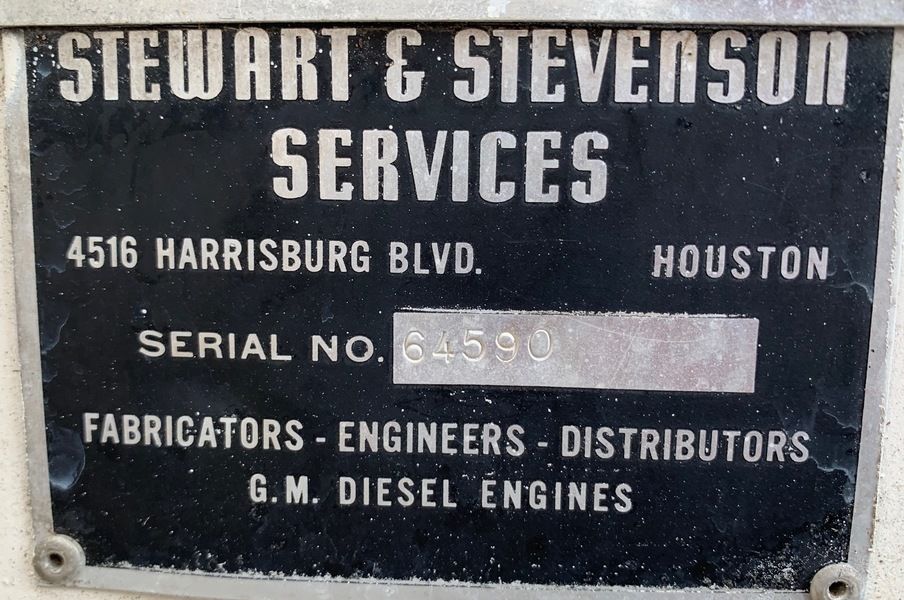 STEWART & STEVENSON
SERVICES
4516 HARRISBURG BLVD. HOUSTON
SERIAL NO. 64590
FABRICATORS - ENGINEERS - DISTRIBUTORS
G.M. DIESEL ENGINES